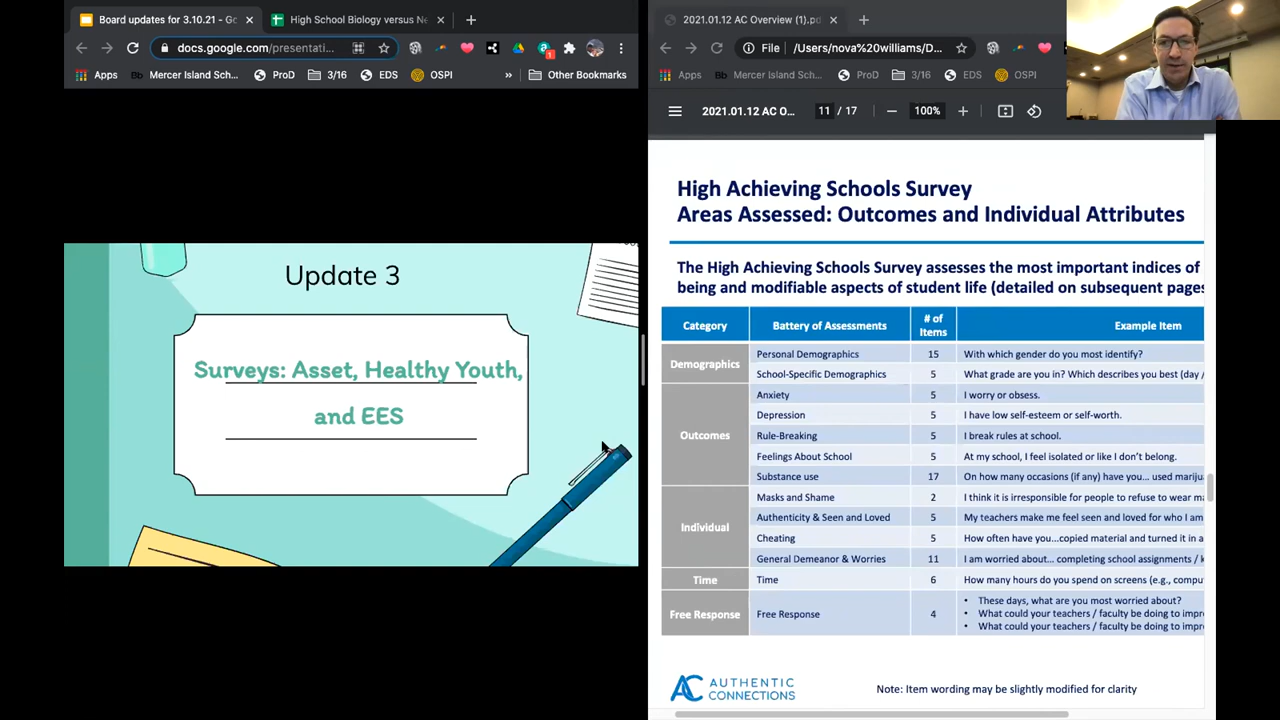 Board updates for 3.10.21 - Go
High School Biology versus Ne
docs.google.com/presentati...
Apps
Bb Mercer Island Sch...
ProD
3/16
EDS
OSPI
»
Other Bookmarks
Update 3
Surveys: Asset, Healthy Youth,
and EES
2021.01.12 AC Overview (1).pd
File
/Users/nova%20williams/D...
Apps
Bb Mercer Island Sch...
ProD
3/16
EDS
OSPI
2021.01.12 AC O...
11 / 17
100%
High Achieving Schools Survey
Areas Assessed: Outcomes and Individual Attributes
The High Achieving Schools Survey assesses the most important indices of
being and modifiable aspects of student life (detailed on subsequent pages
Category Battery of Assessments # of Items Example Item
Demographics
Personal Demographics 15 With which gender do you most identify?
School-Specific Demographics 5 What grade are you in? Which describes you best (day /
Outcomes
Anxiety 5 I worry or obsess.
Depression 5 I have low self-esteem or self-worth.
Rule-Breaking 5 I break rules at school.
Feelings About School 5 At my school, I feel isolated or like I don't belong.
Substance use 17 On how many occasions (if any) have you... used mariju
Individual
Masks and Shame 2 I think it is irresponsible for people to refuse to wear m
Authenticity & Seen and Loved 5 My teachers make me feel seen and loved for who I am
Cheating 5 How often have you...copied material and turned it in a
General Demeanor & Worries 11 I am worried about... completing school assignments / k
Time
Time 6 How many hours do you spend on screens (e.g., compu
Free Response
Free Response 4
• These days, what are you most worried about?
• What could your teachers / faculty be doing to impr
• What could your teachers / faculty be doing to impr
AC AUTHENTIC
CONNECTIONS
Note: Item wording may be slightly modified for clarity